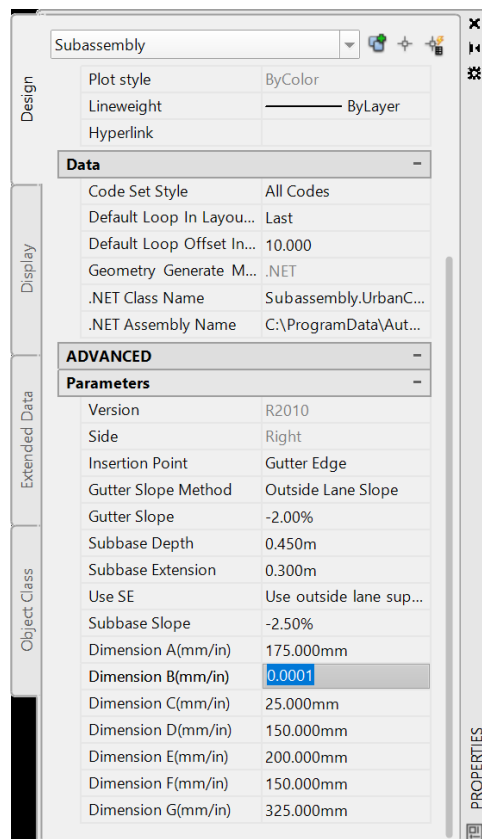 Subassembly
Plot style ByColor
Lineweight ByLayer
Hyperlink
Data
Code Set Style All Codes
Default Loop In Layou... Last
Default Loop Offset In... 10.000
Geometry Generate M... .NET
.NET Class Name Subassembly.UrbanC...
.NET Assembly Name C:\ProgramData\Aut...
ADVANCED
Parameters
Version R2010
Side Right
Insertion Point Gutter Edge
Gutter Slope Method Outside Lane Slope
Gutter Slope -2.00%
Subbase Depth 0.450m
Subbase Extension 0.300m
Use SE Use outside lane sup...
Subbase Slope -2.50%
Dimension A(mm/in) 175.000mm
Dimension B(mm/in) 0.0001
Dimension C(mm/in) 25.000mm
Dimension D(mm/in) 150.000mm
Dimension E(mm/in) 200.000mm
Dimension F(mm/in) 150.000mm
Dimension G(mm/in) 325.000mm
Design
Display
Extended Data
Object Class
PROPERTIES